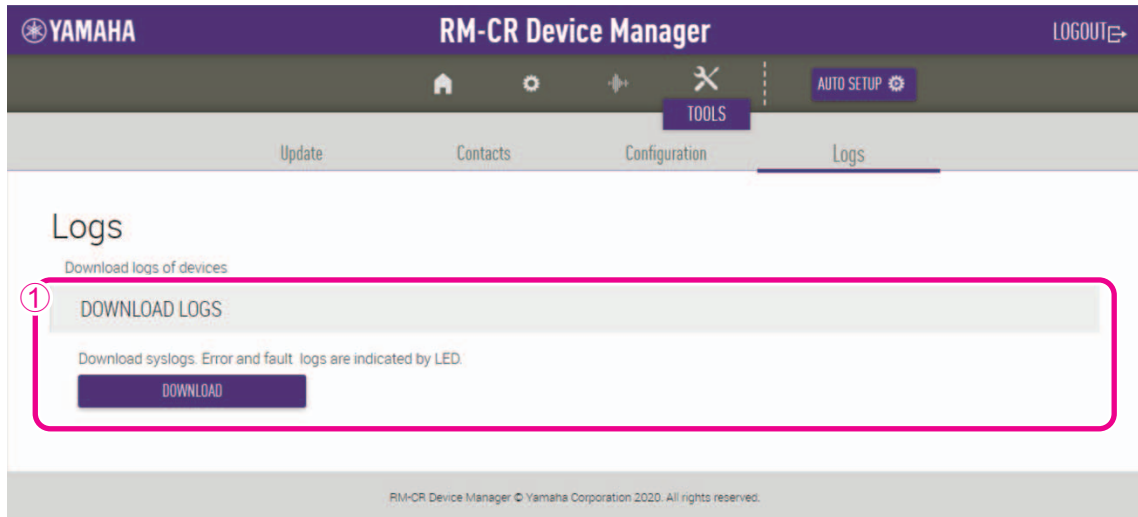 YAMAHA
RM-CR Device Manager
LOGOUT
AUTO SETUP
TOOLS
Update Contacts Configuration Logs
Logs
Download logs of devices
①
DOWNLOAD LOGS
Download syslogs. Error and fault logs are indicated by LED.
DOWNLOAD
RM-CR Device Manager © Yamaha Corporation 2020. All rights reserved.